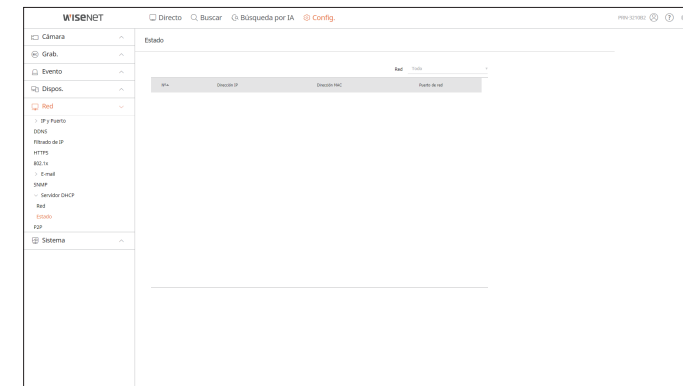 WISENET
Directo Buscar Búsqueda por IA Config.
Cámara
Grab.
Evento
Dispos.
Red
IP y Puerto
DDNS
Filtrado de IP
HTTPS
802.1x
E-mail
SNMP
Servidor DHCP
Red
Estado
P2P
Sistema
Estado
Red Todo
Dirección IP Dirección MAC Puerto de red